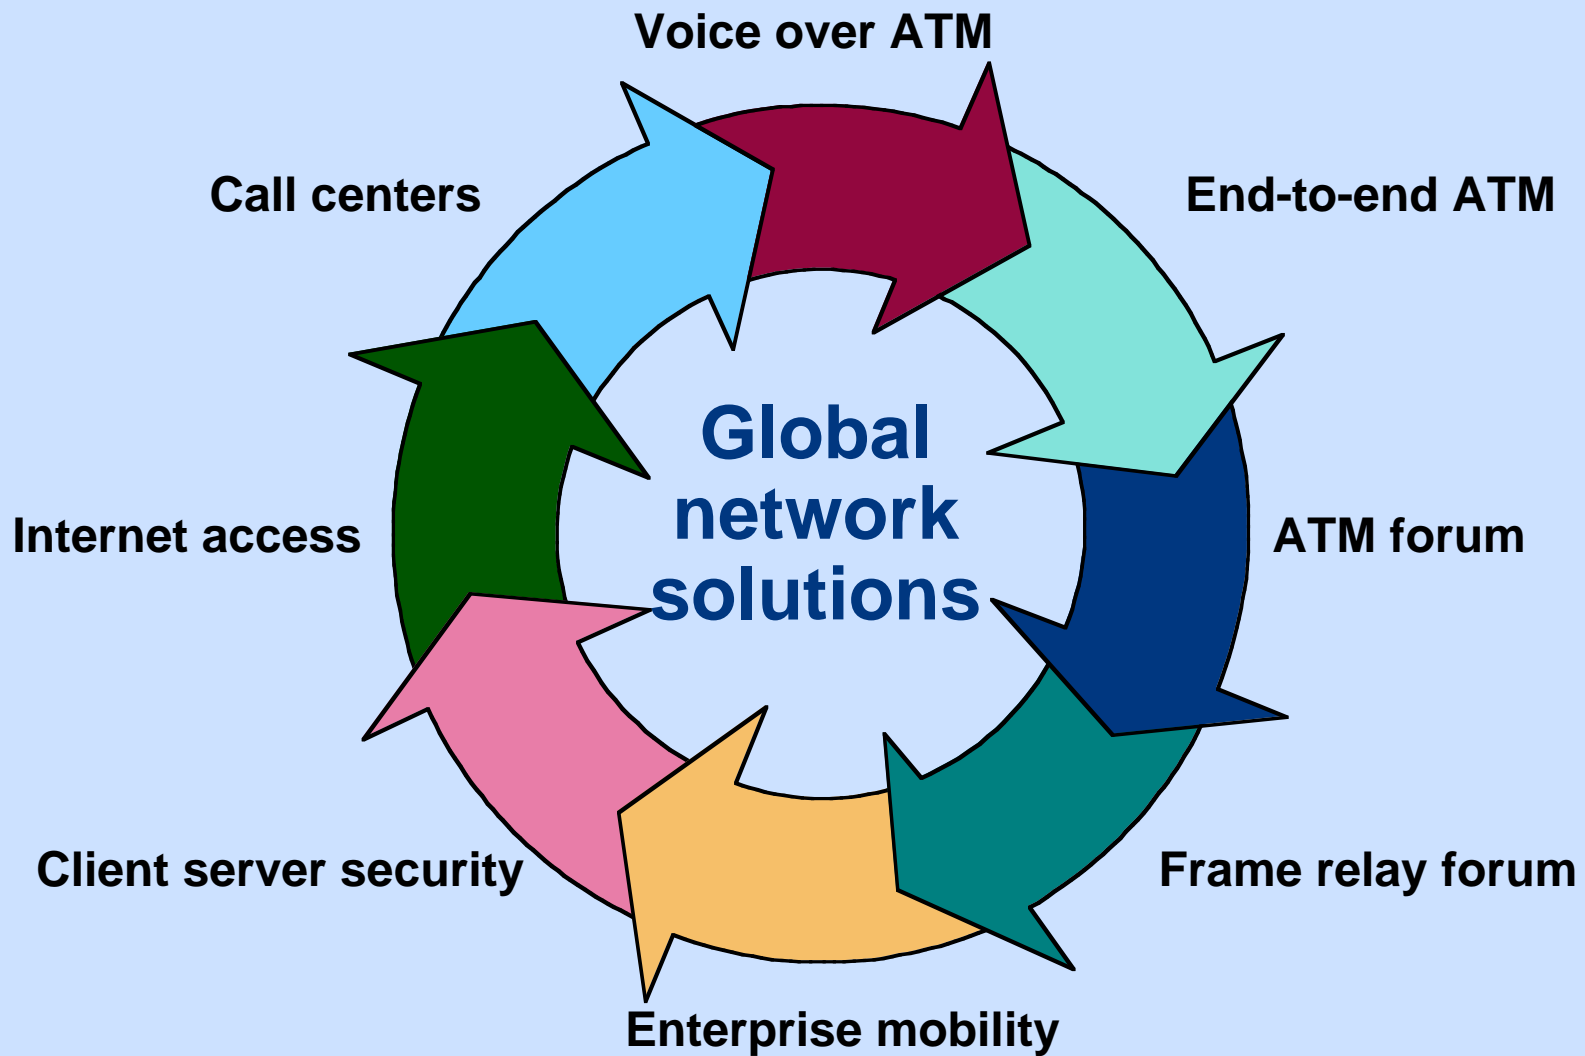 Voice over ATM
Call centers
End-to-end ATM
Global
network
solutions
Internet access
ATM forum
Client server security
Frame relay forum
Enterprise mobility